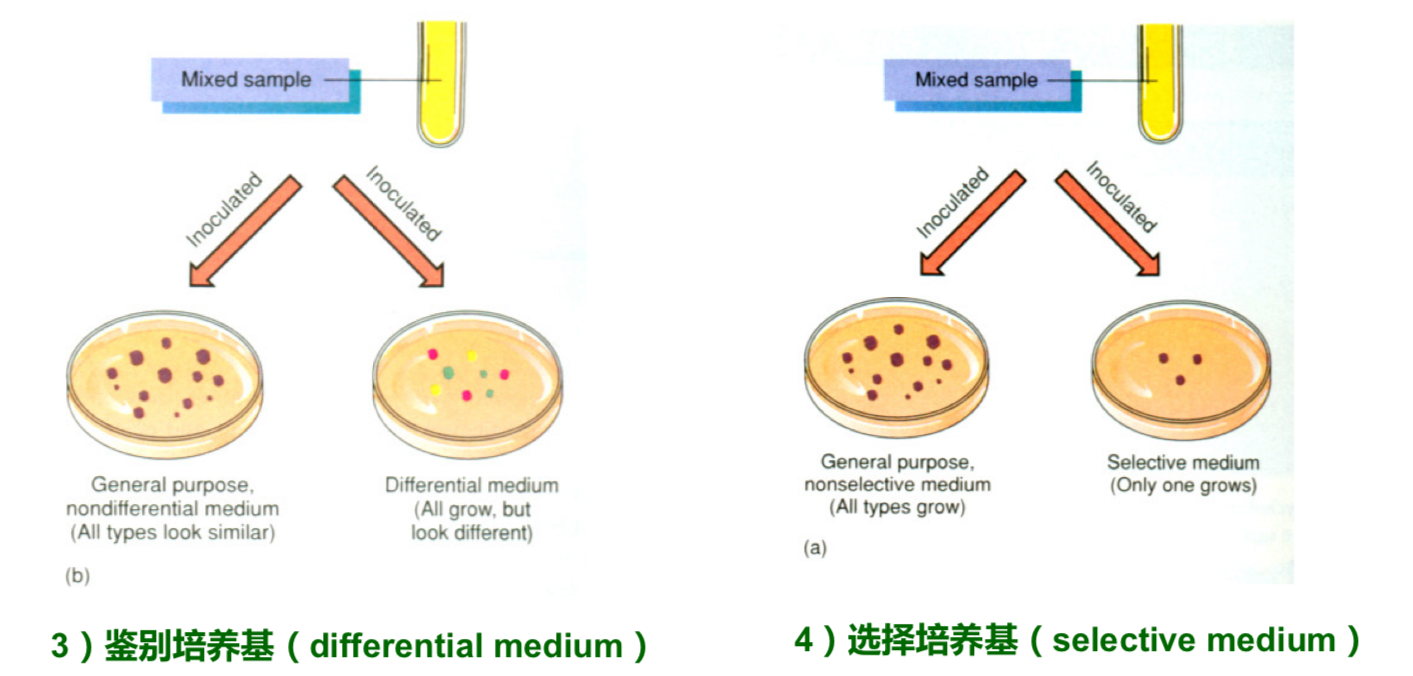 Mixed sample
Inoculated
Inoculated
General purpose,
nondifferential medium
(All types look similar)
Differential medium
(All grow, but
look different)
(b)
3）鉴别培养基（differential medium）
Mixed sample
Inoculated
Inoculated
General purpose,
nonselective medium
(All types grow)
Selective medium
(Only one grows)
(a)
4）选择培养基（selective medium）